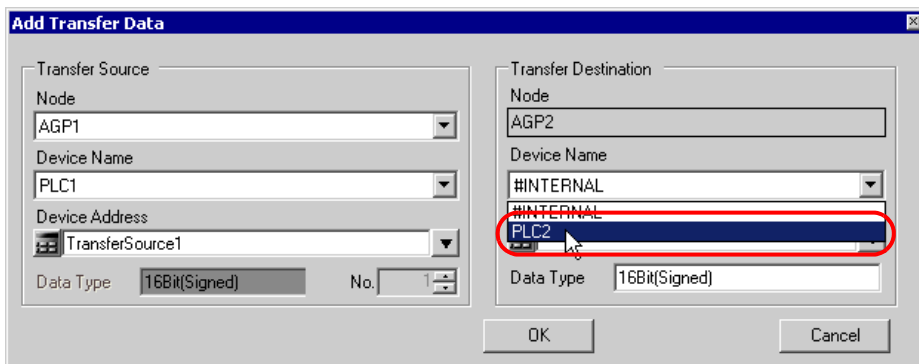 Add Transfer Data
Transfer Source
Node
AGP1
Device Name
PLC1
Device Address
TransferSource1
Data Type 16Bit(Signed) No. 1
Transfer Destination
Node
AGP2
Device Name
#INTERNAL
#INTERNAL
PLC2
Data Type 16Bit(Signed)
OK Cancel